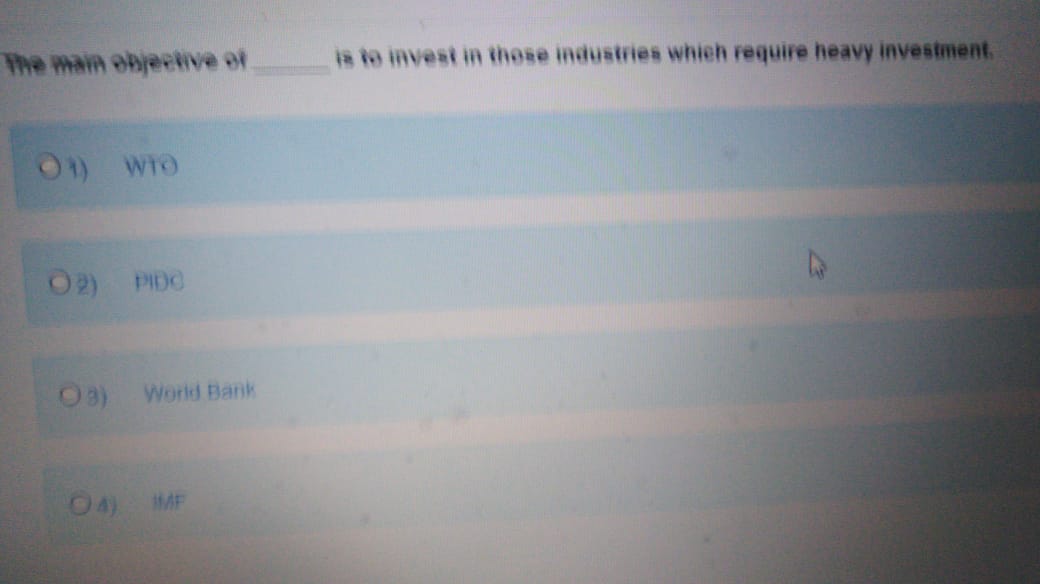 The main objective of ______ is to invest in those industries which require heavy investment.
1) WTO
2) PIDC
3) World Bank
4) IMF